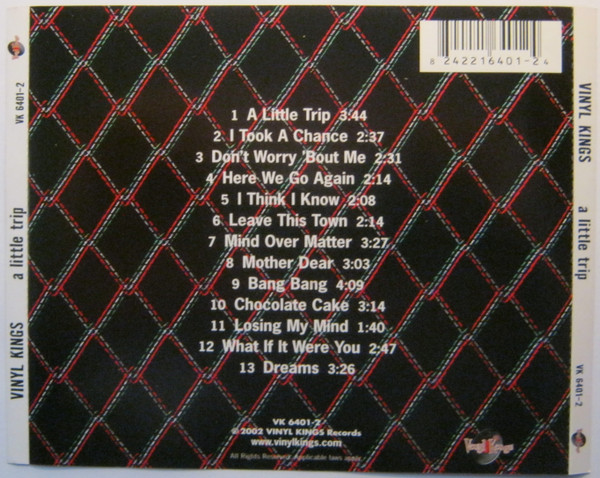 VK 6401-2
a little trip
VINYL KINGS
8 24221 6401-2 4
1 A Little Trip 3:44
2 I Took A Chance 2:37
3 Don't Worry 'Bout Me 2:31
4 Here We Go Again 2:14
5 I Think I Know 2:08
6 Leave This Town 2:14
7 Mind Over Matter 3:27
8 Mother Dear 3:03
9 Bang Bang 4:09
10 Chocolate Cake 3:14
11 Losing My Mind 1:40
12 What If It Were You 2:47
13 Dreams 3:26
VK 6401-2
©2002 VINYL KINGS Records
www.vinylkings.com
All Rights Reserved. Applicable laws apply.
Vinyl Kings
VINYL KINGS
a little trip
VK 6401-2